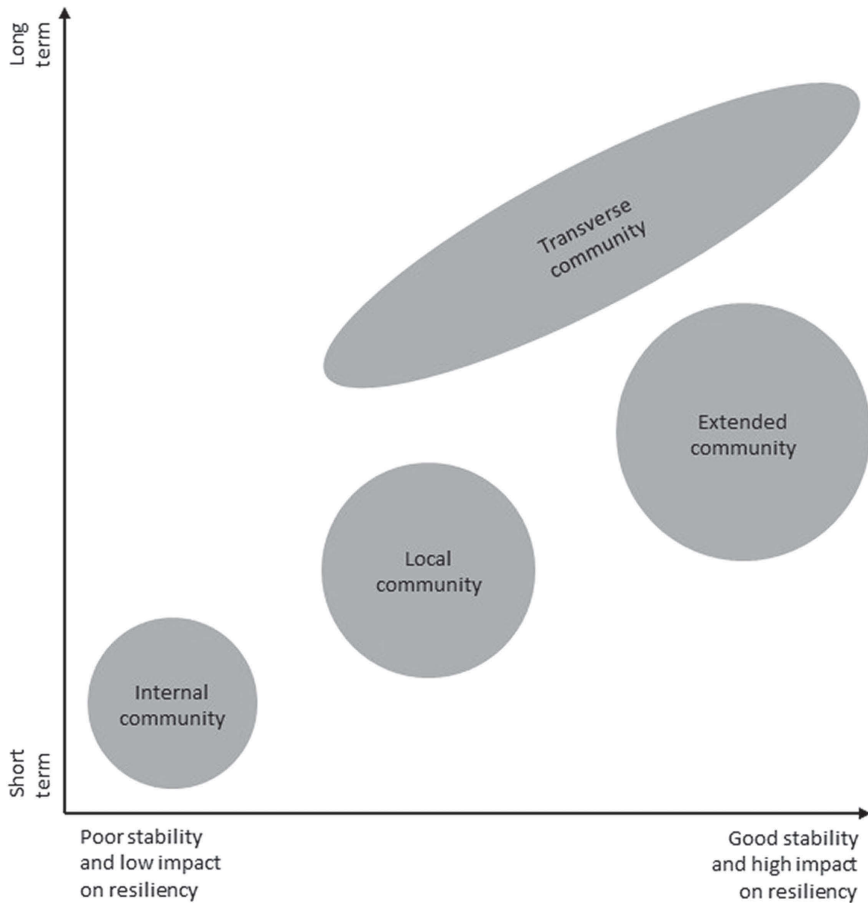 Long
term
Transverse
community
Extended
community
Local
community
Internal
community
Short
term
Poor stability
and low impact
on resiliency
Good stability
and high impact
on resiliency